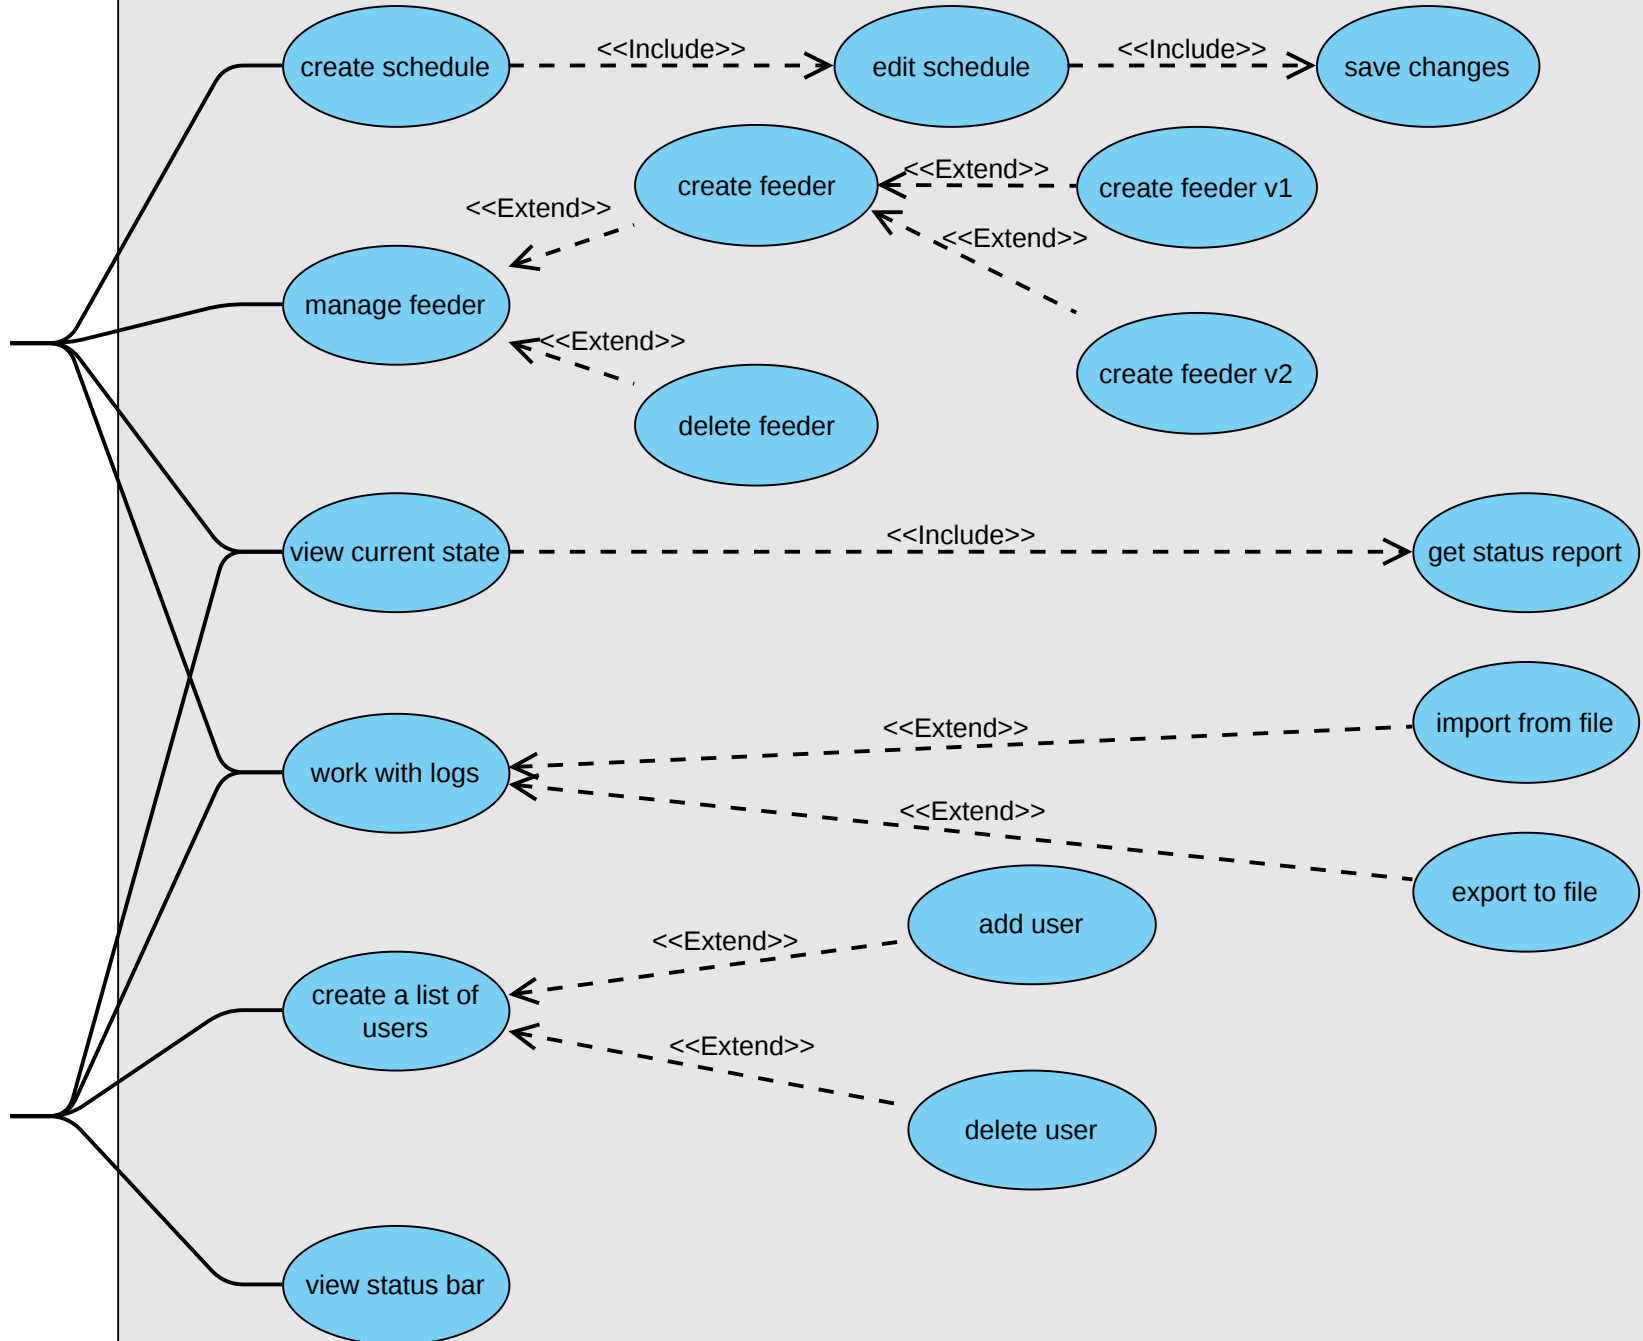 create schedule
<<Include>>
edit schedule
<<Include>>
save changes
create feeder
<<Extend>>
create feeder v1
<<Extend>>
<<Extend>>
manage feeder
<<Extend>>
create feeder v2
delete feeder
view current state
<<Include>>
get status report
<<Extend>>
import from file
work with logs
<<Extend>>
export to file
add user
<<Extend>>
create a list of
users
<<Extend>>
delete user
view status bar